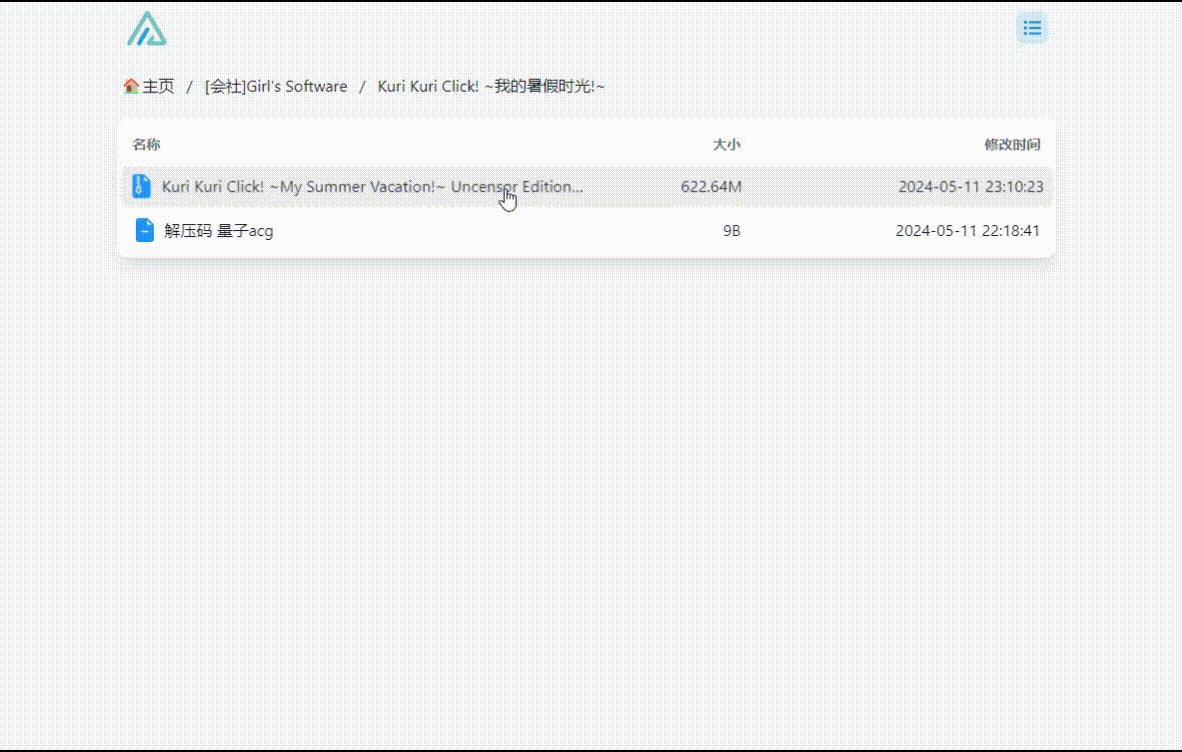 主页 / [会社]Girl's Software / Kuri Kuri Click! ~我的暑假时光!~
名称 大小 修改时间
Kuri Kuri Click! ~My Summer Vacation!~ Uncensor Edition... 622.64M 2024-05-11 23:10:23
解压码 量子acg 9B 2024-05-11 22:18:41